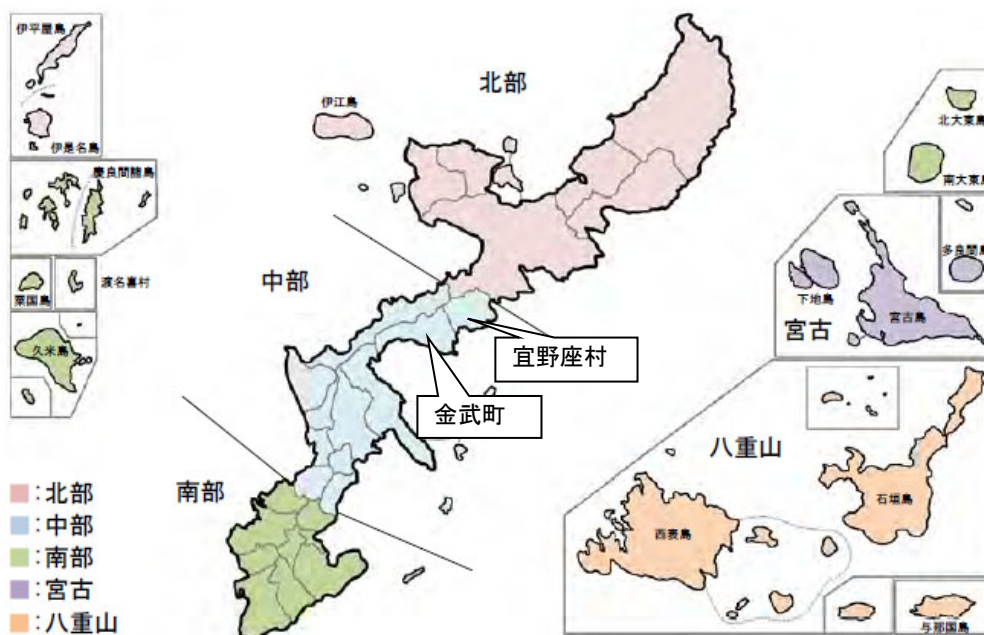 伊平屋島
伊是名島
慶良間諸島
粟国島
渡名喜村
久米島
北部
伊江島
中部
宜野座村
金武町
南部
北大東島
南大東島
多良間島
下地島
宮古島
宮古
八重山
石垣島
西表島
与那国島
：北部
：中部
：南部
：宮古
：八重山